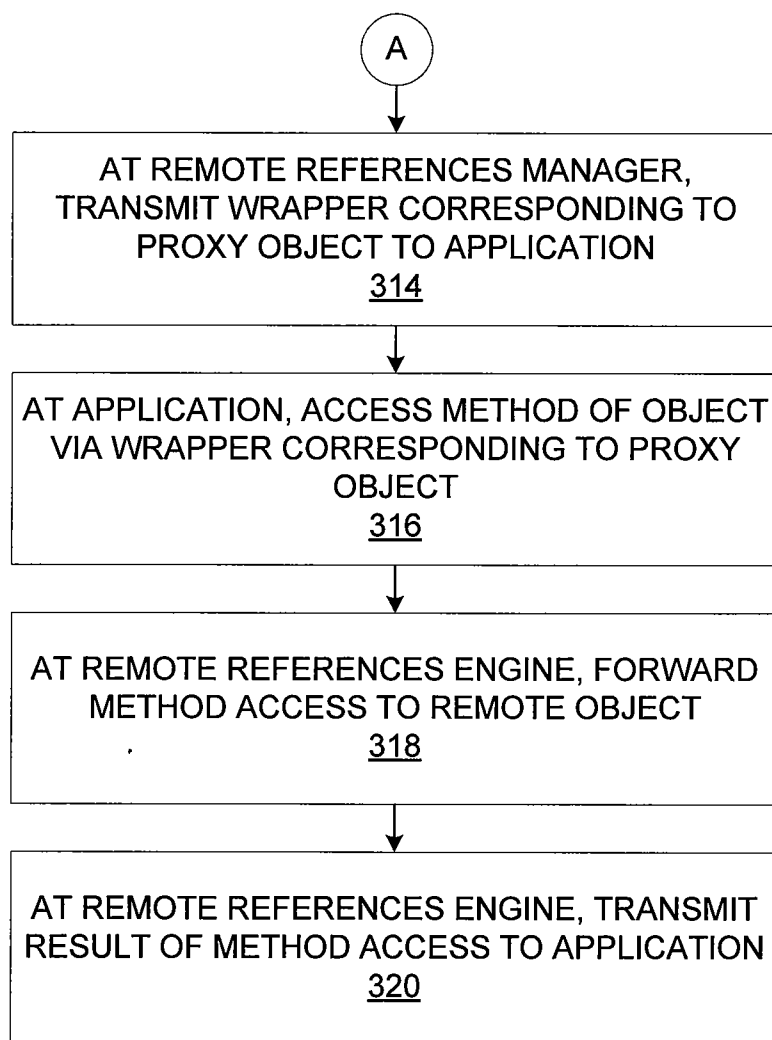 A
AT REMOTE REFERENCES MANAGER,
TRANSMIT WRAPPER CORRESPONDING TO
PROXY OBJECT TO APPLICATION
314
AT APPLICATION, ACCESS METHOD OF OBJECT
VIA WRAPPER CORRESPONDING TO PROXY
OBJECT
316
AT REMOTE REFERENCES ENGINE, FORWARD
METHOD ACCESS TO REMOTE OBJECT
318
AT REMOTE REFERENCES ENGINE, TRANSMIT
RESULT OF METHOD ACCESS TO APPLICATION
320